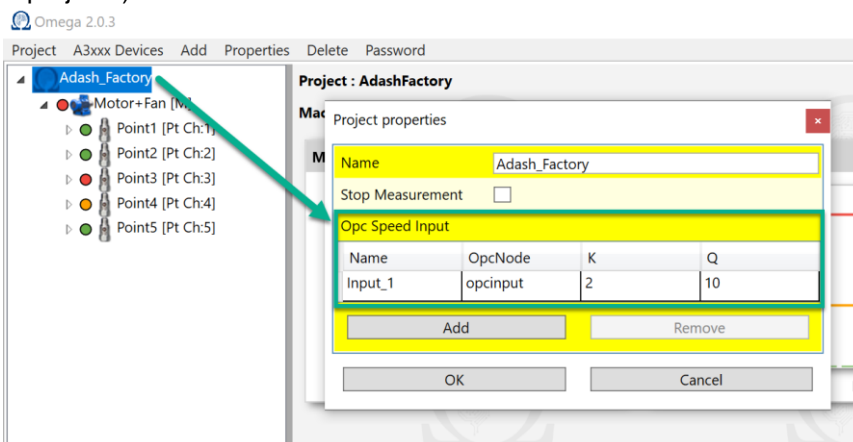 Omega 2.0.3
Project A3xxx Devices Add Properties Delete Password
Adash_Factory
Motor+Fan [M]
Point1 [Pt Ch:1]
Point2 [Pt Ch:2]
Point3 [Pt Ch:3]
Point4 [Pt Ch:4]
Point5 [Pt Ch:5]
Project : AdashFactory
Mac
M
Project properties
Name Adash_Factory
Stop Measurement
Opc Speed Input
Name OpcNode K Q
Input_1 opcinput 2 10
Add Remove
OK Cancel